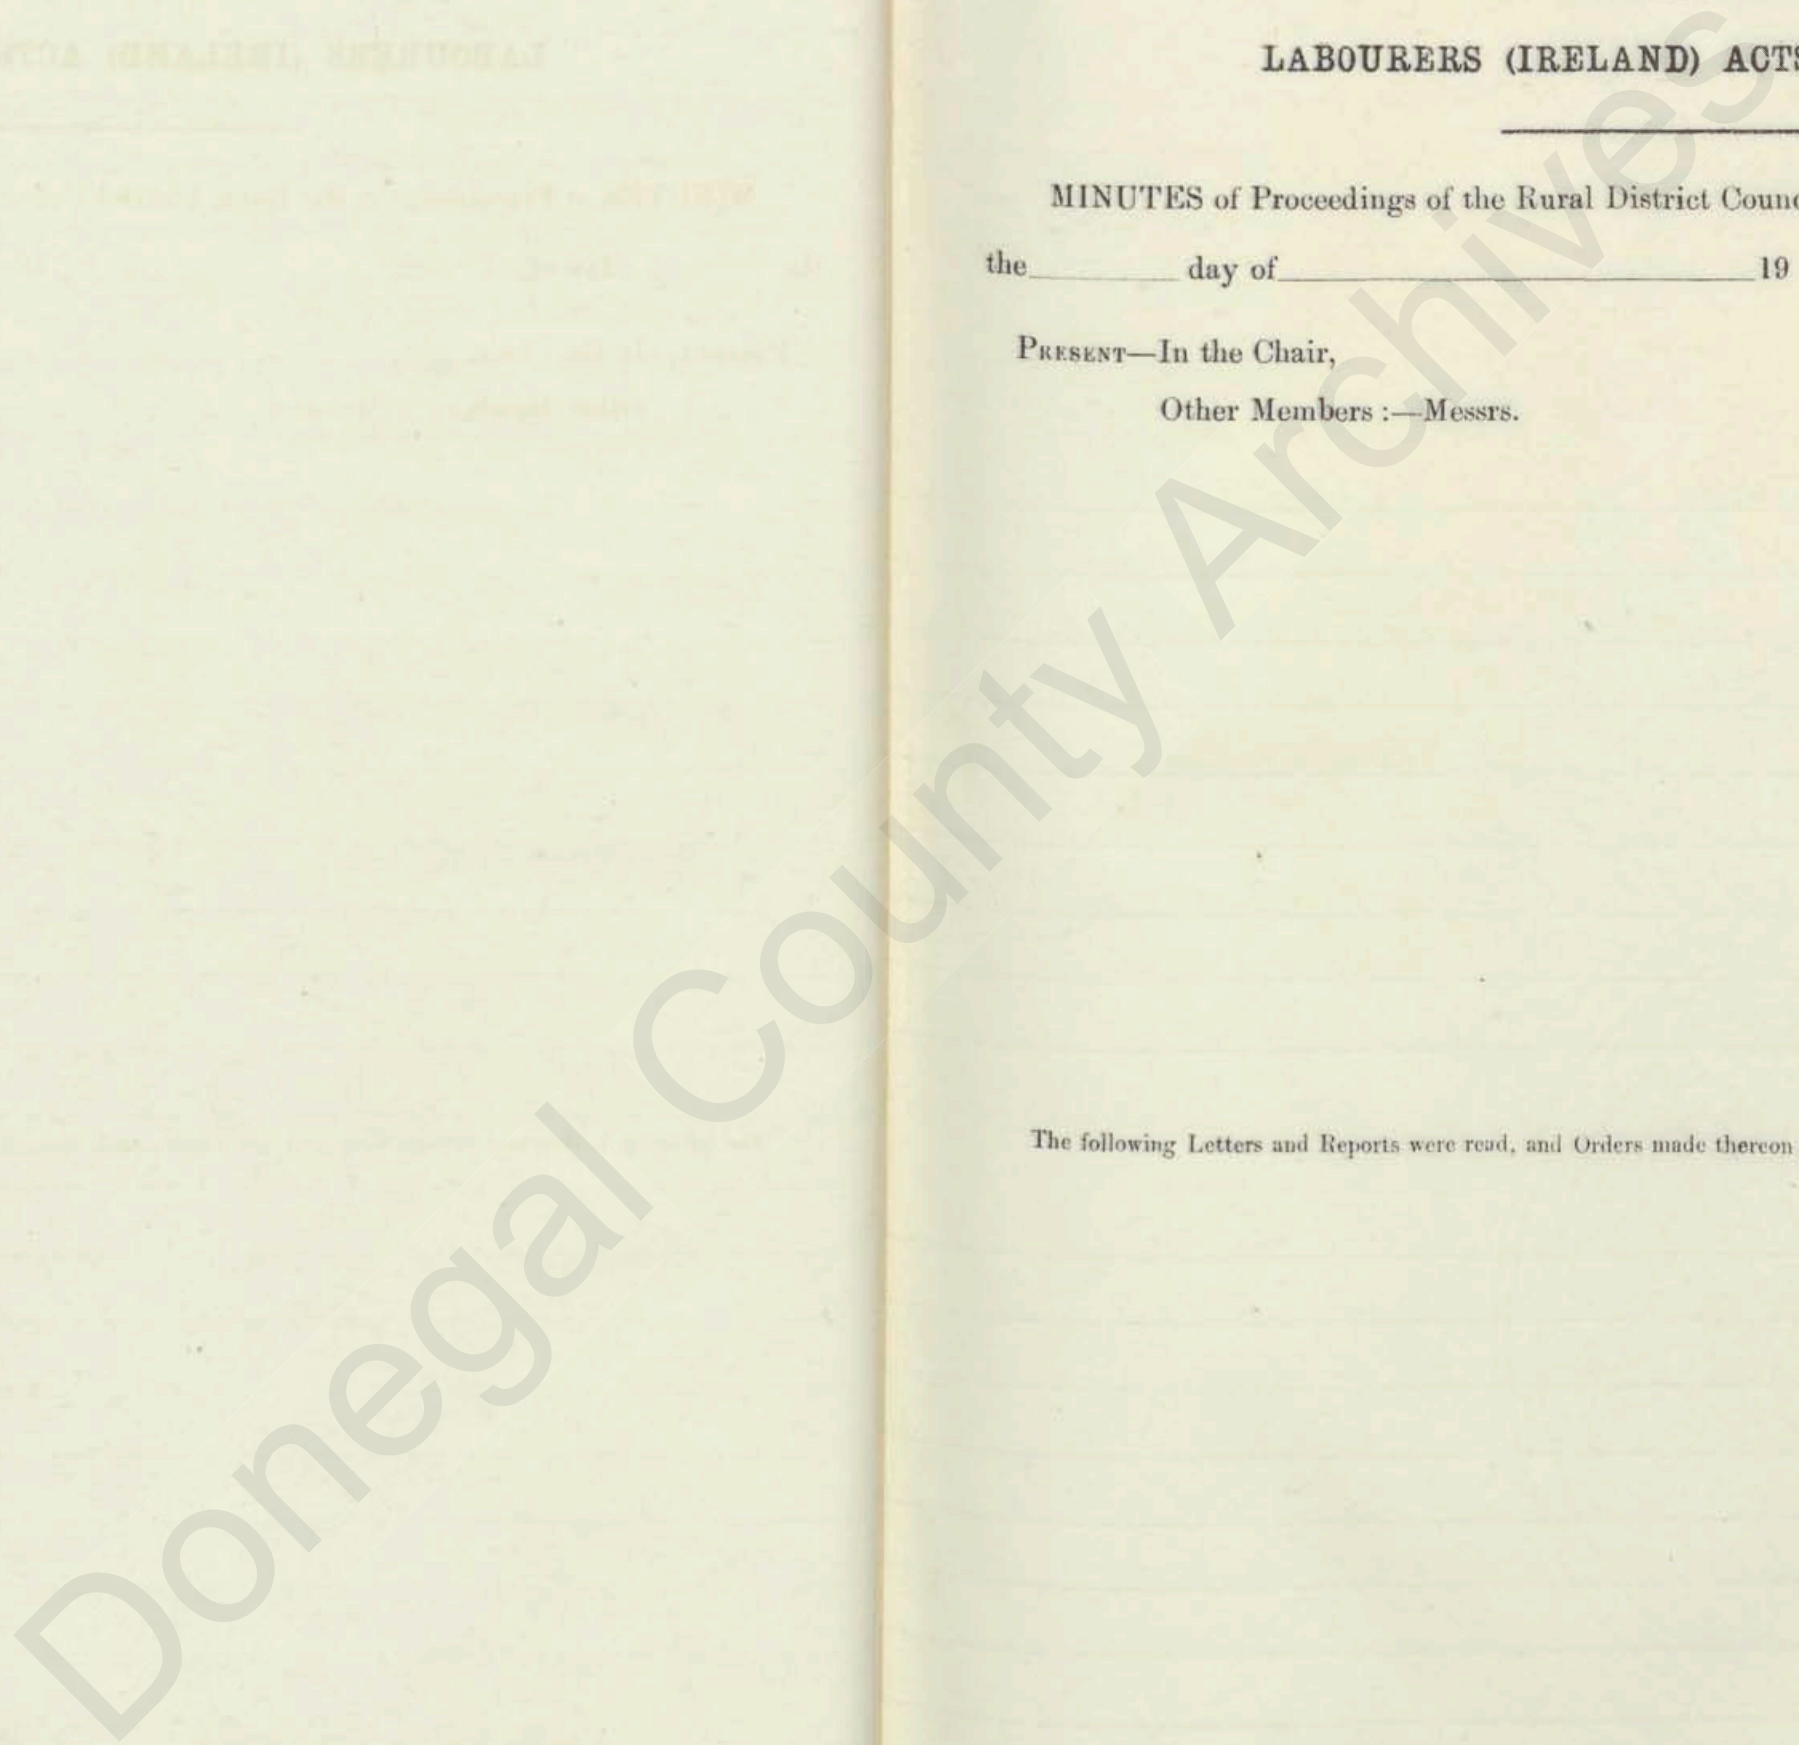 LABOURERS (IRELAND) ACTS
MINUTES of Proceedings of the Rural District Counc
the day of 19
PRESENT—In the Chair,
Other Members :—Messrs.
The following Letters and Reports were read, and Orders made thereon
Donegal County Archives